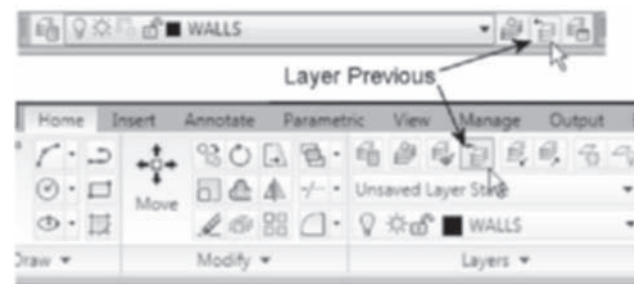 WALLS
Layer Previous
Home Insert Annotate Parametric View Manage Output
Move
Unsaved Layer State
WALLS
Draw Modify Layers